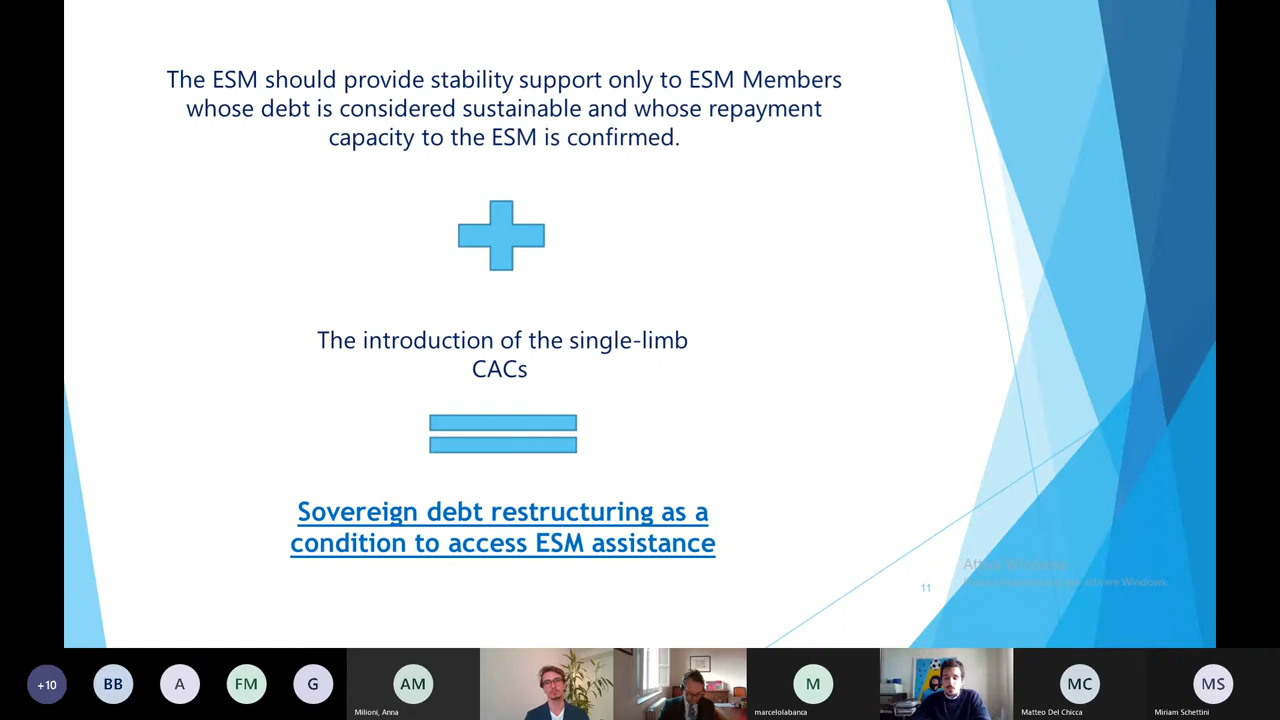 The ESM should provide stability support only to ESM Members
whose debt is considered sustainable and whose repayment
capacity to the ESM is confirmed.
The introduction of the single-limb
CACs
Sovereign debt restructuring as a
condition to access ESM assistance
11
+10
BB
A
FM
G
AM
Milioni, Anna
M
marcelolabanca
MC
Matteo Del Chicca
MS
Miriam Schettini